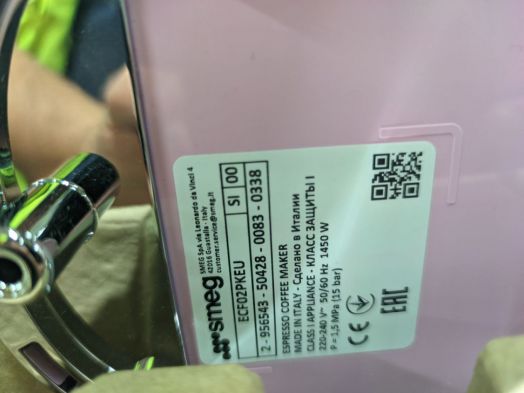 smeg
SMEG SpA via Leonardo da Vinci 4
42016 Guastalla - Italy
customer.service@smeg.it
ECF02PKEU SI 00
2 - 956543 - 50428 - 0083 - 0338
ESPRESSO COFFEE MAKER
MADE IN ITALY - Сделано в Италии
CLASS I APPLIANCE - КЛАСС ЗАЩИТЫ I
220-240 V~ 50/60 Hz 1450 W
P = 1,5 MPa (15 bar)
CE EAC